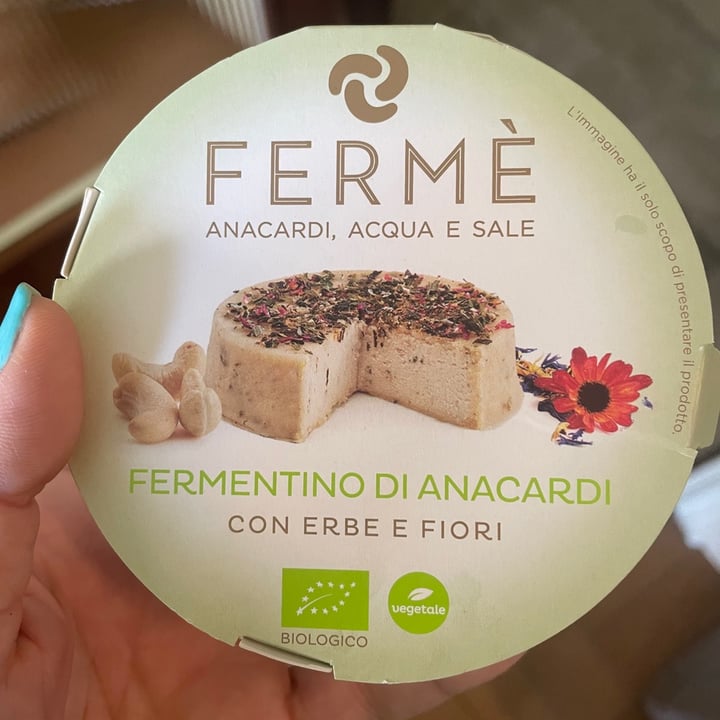 FERMÈ
ANACARDI, ACQUA E SALE
L'immagine ha il solo scopo di presentare il prodotto.
FERMENTINO DI ANACARDI
CON ERBE E FIORI
vegetale
BIOLOGICO